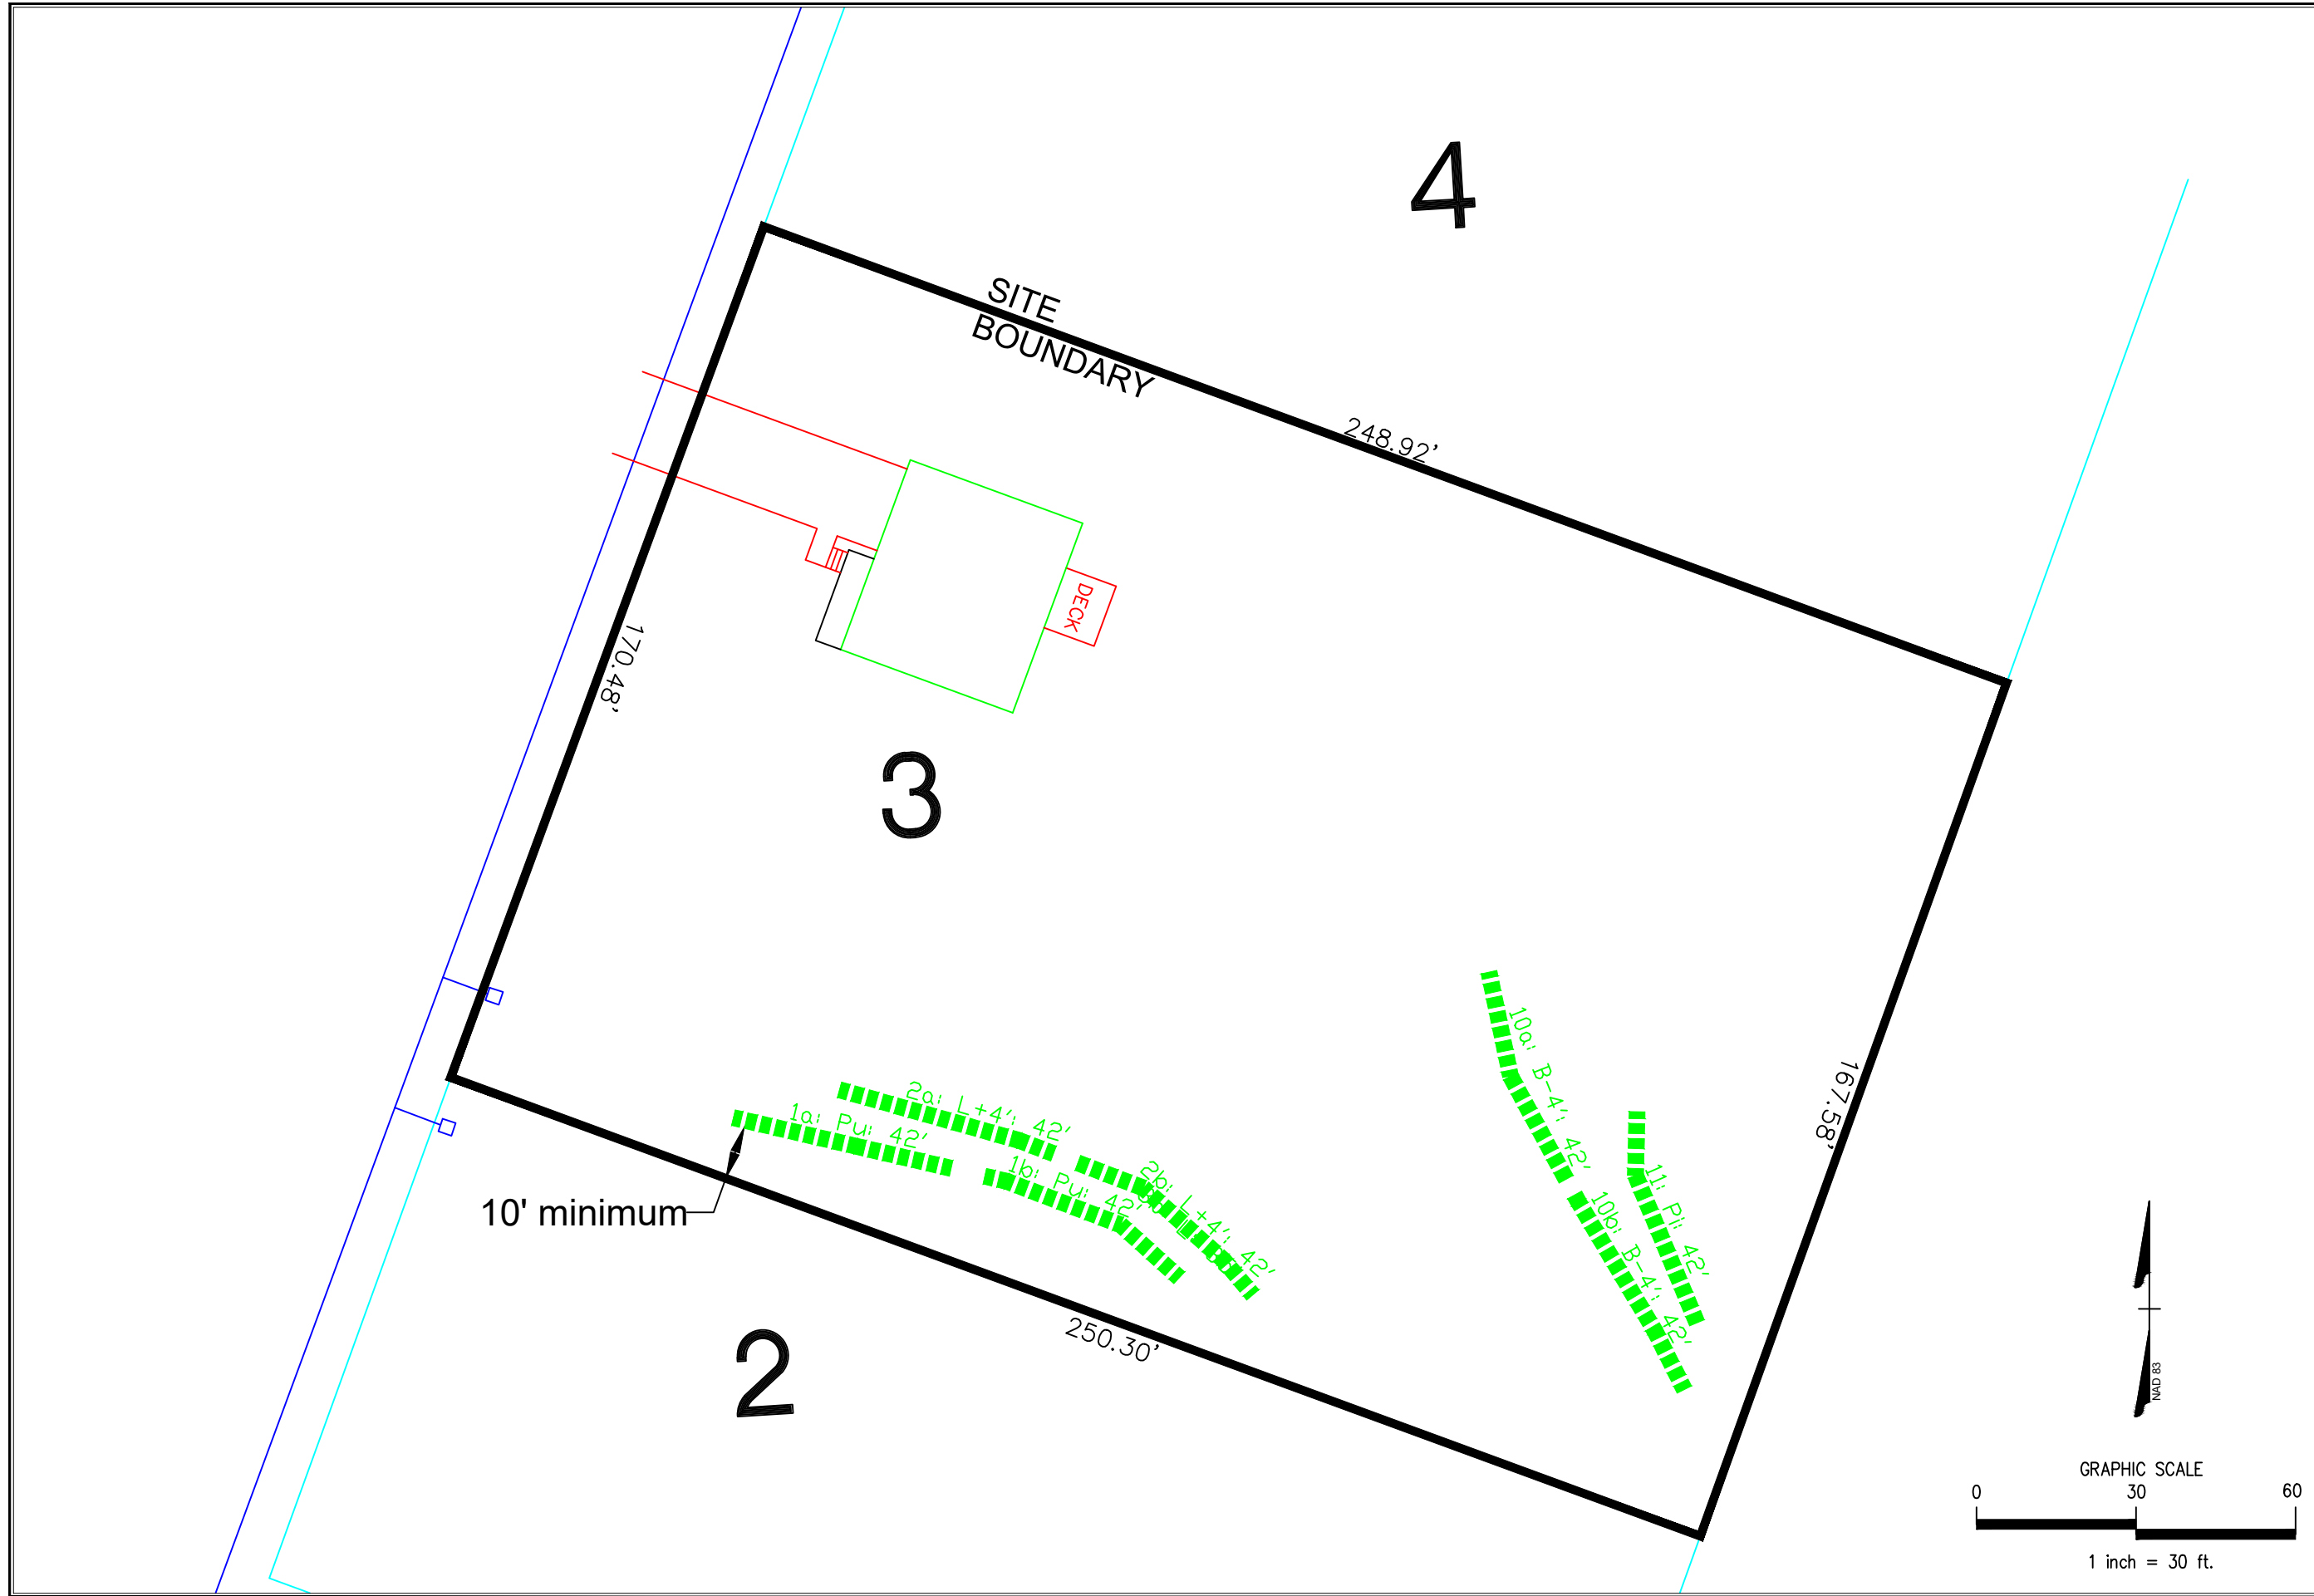 4
SITE
BOUNDARY
248.92'
DECK
170.48'
3
10a: B-4': 42'
167.58'
2a: L+4': 42'
1a: Pu: 42'
1b: Pu: 42'
2b: L+4': 42'
11: Pi: 42'
10b: B-4': 42'
10' minimum
250.30'
2
NAD 83
GRAPHIC SCALE
0 30 60
1 inch = 30 ft.